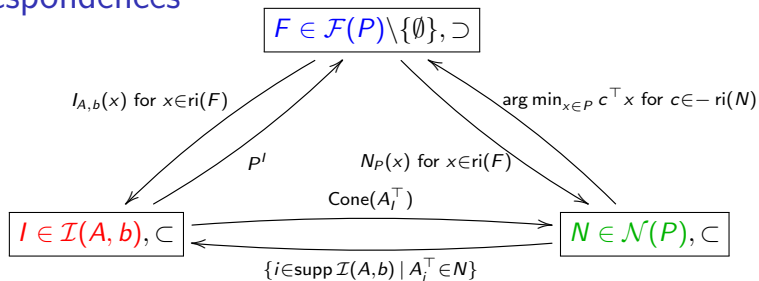 espondences
F ∈ 𝓕(P)\{∅}, ⊃
I_{A,b}(x) for x∈ri(F)
arg min_{x∈P} c^⊤x for c∈− ri(N)
P^I
N_P(x) for x∈ri(F)
Cone(A_I^⊤)
I ∈ 𝓘(A, b), ⊂
N ∈ 𝓝(P), ⊂
{i∈supp 𝓘(A,b) | A_i^⊤∈N}